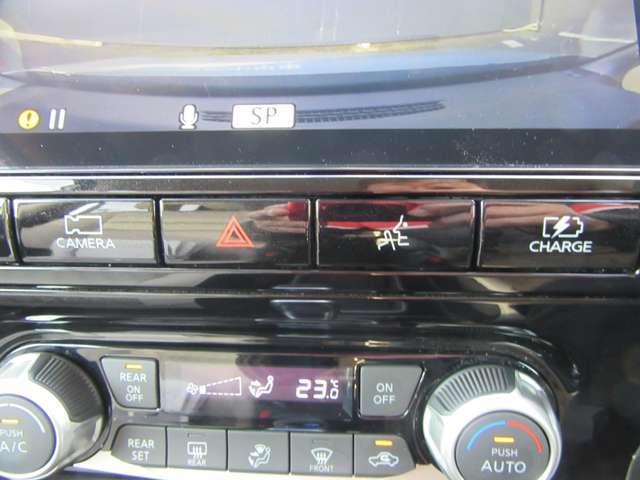 SP
CAMERA
CHARGE
REAR
ON
OFF
23.0
°C
ON
OFF
PUSH
A/C
REAR
SET
REAR
FRONT
PUSH
AUTO